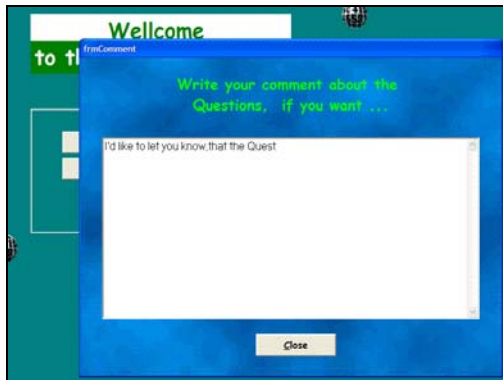 Wellcome
to th
frmComment
Write your comment about the
Questions, if you want ...
I'd like to let you know,that the Quest
Close